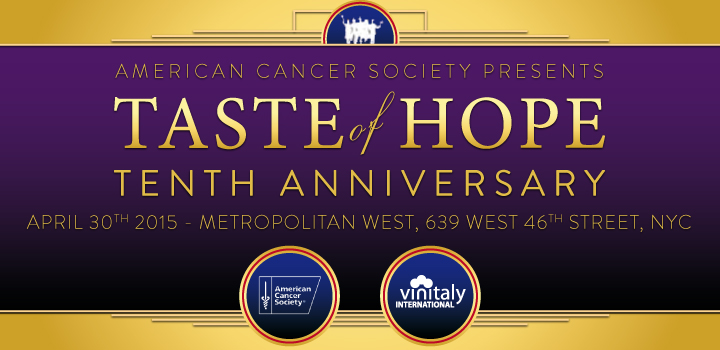 AMERICAN CANCER SOCIETY PRESENTS
TASTE of HOPE
TENTH ANNIVERSARY
APRIL 30TH 2015 - METROPOLITAN WEST, 639 WEST 46TH STREET, NYC
American
Cancer
Society®
vinitaly
INTERNATIONAL